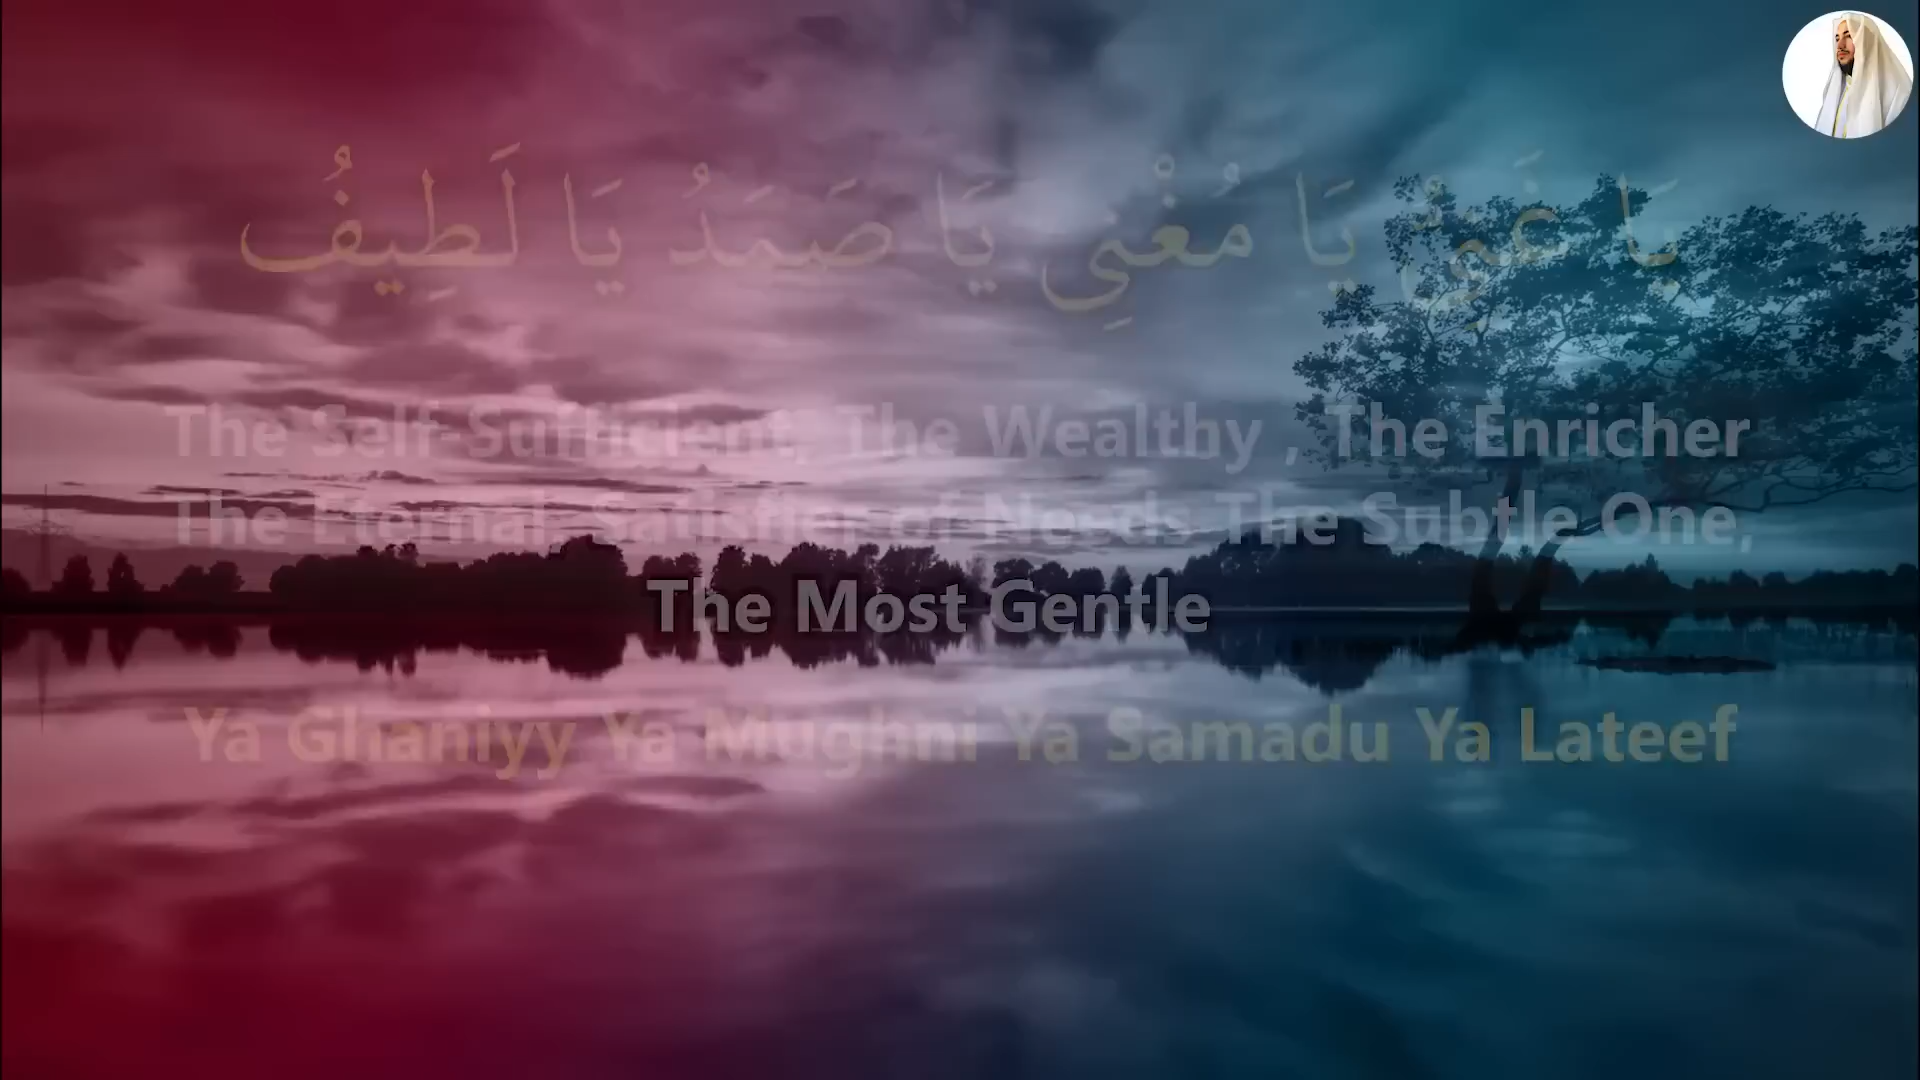 يَا غَنِىُّ يَا مُغْنِى يَا صَمَدُ يَا لَطِيفُ
The Self-Sufficient, The Wealthy , The Enricher
The Eternal, Satisfier of Needs The Subtle One,
The Most Gentle
Ya Ghaniyy Ya Mughni Ya Samadu Ya Lateef